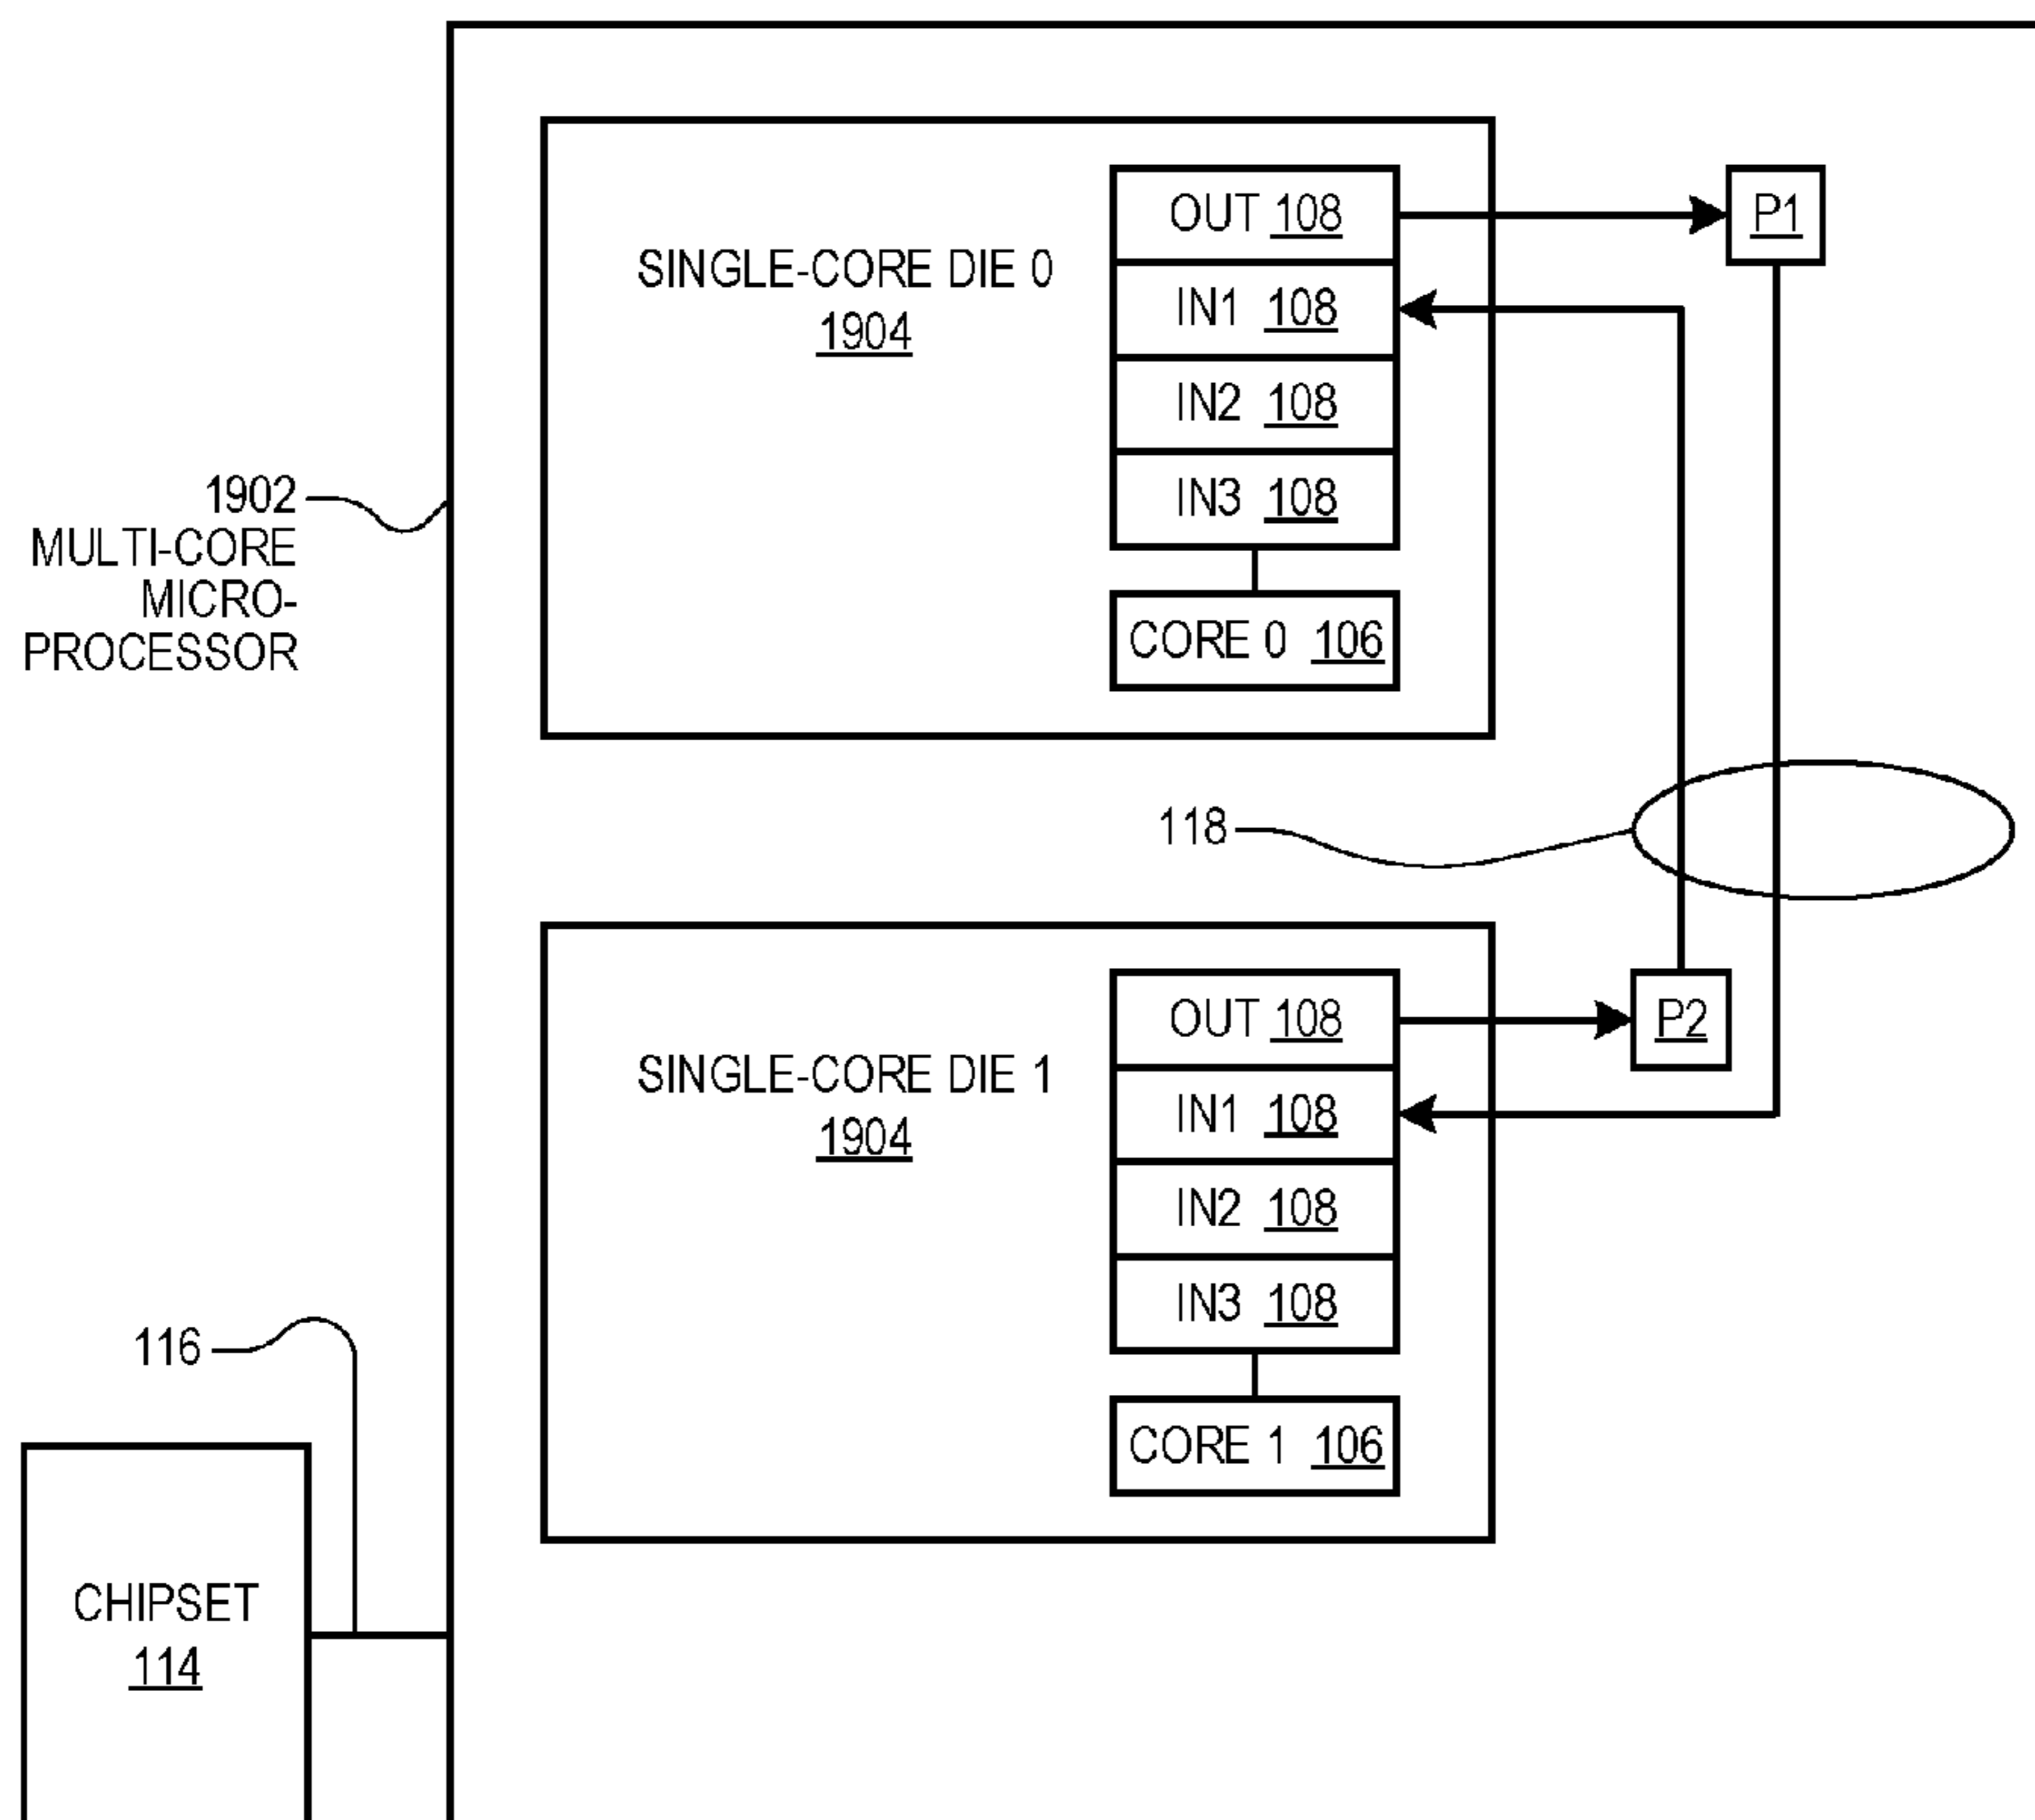 SINGLE-CORE DIE 0
1904
OUT 108
IN1 108
IN2 108
IN3 108
CORE 0 106
P1
1902
MULTI-CORE
MICRO-
PROCESSOR
118
SINGLE-CORE DIE 1
1904
OUT 108
IN1 108
IN2 108
IN3 108
CORE 1 106
P2
116
CHIPSET
114